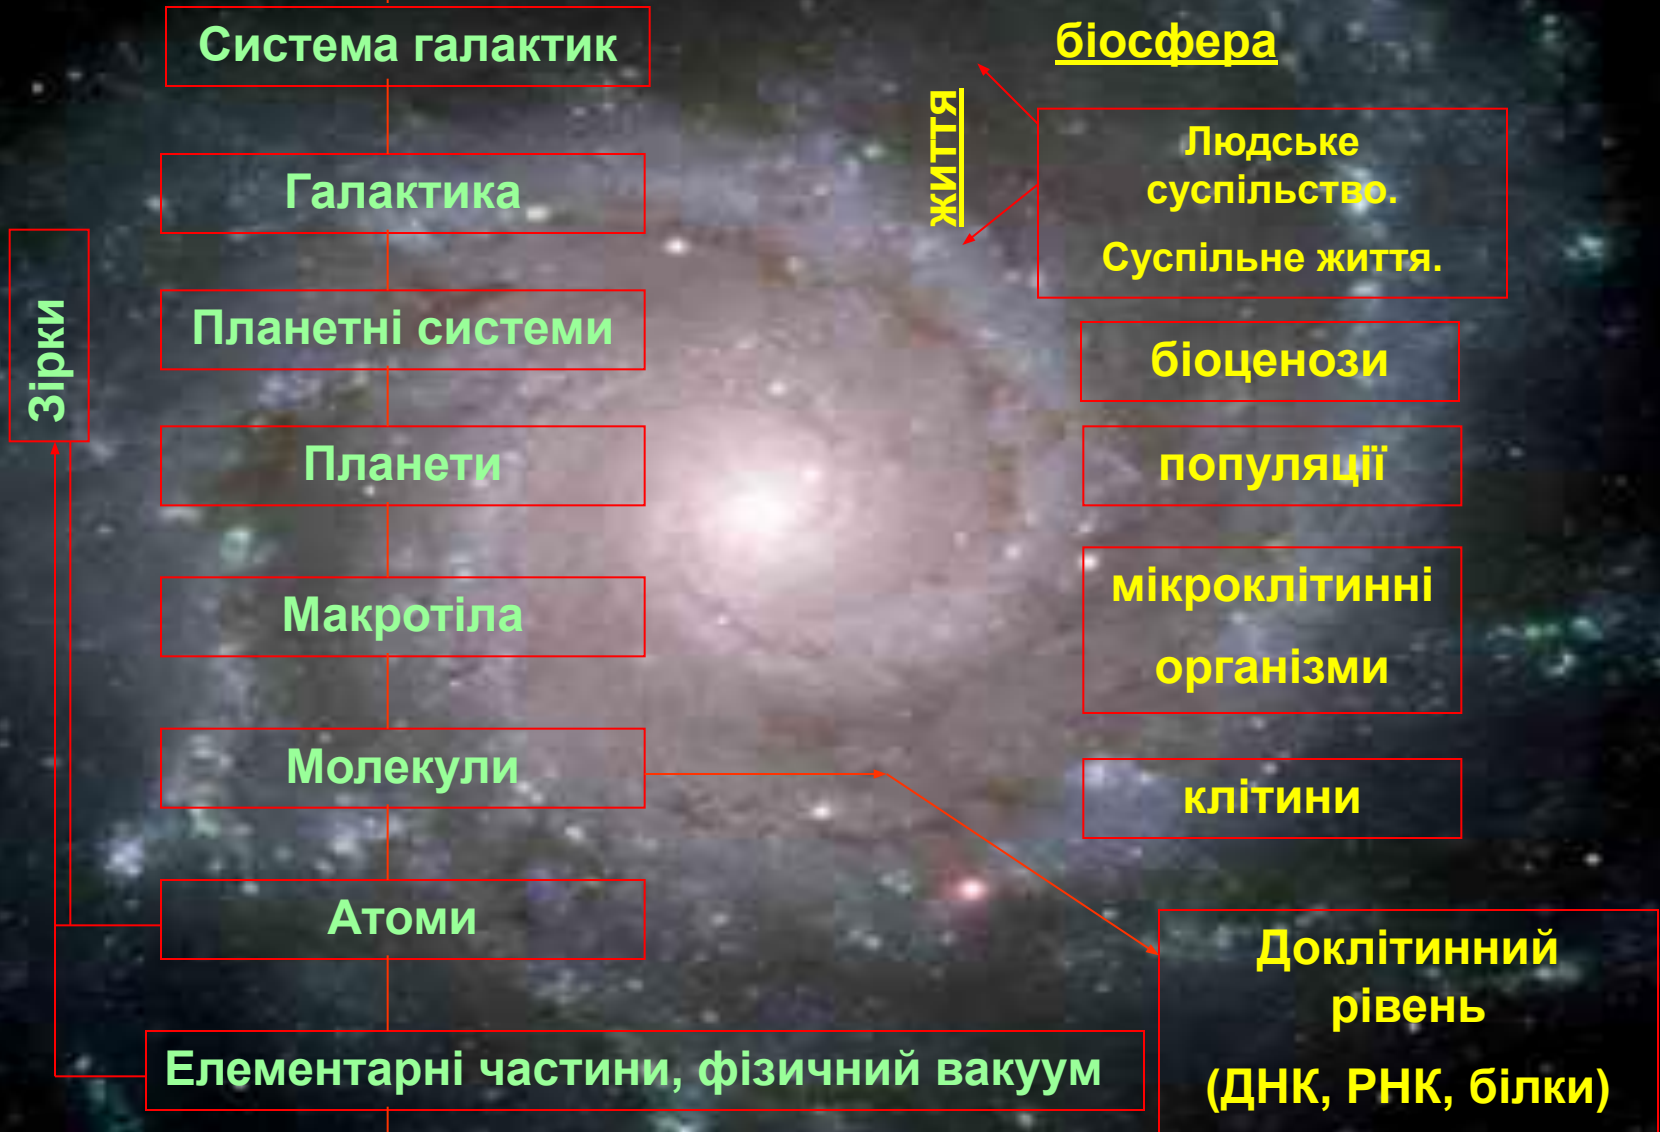 Система галактик
Галактика
Планетні системи
Планети
Макротіла
Молекули
Атоми
Елементарні частини, фізичний вакуум
Зірки
біосфера
життя
Людське
суспільство.
Суспільне життя.
біоценози
популяції
мікроклітинні
організми
клітини
Доклітинний
рівень
(ДНК, РНК, білки)